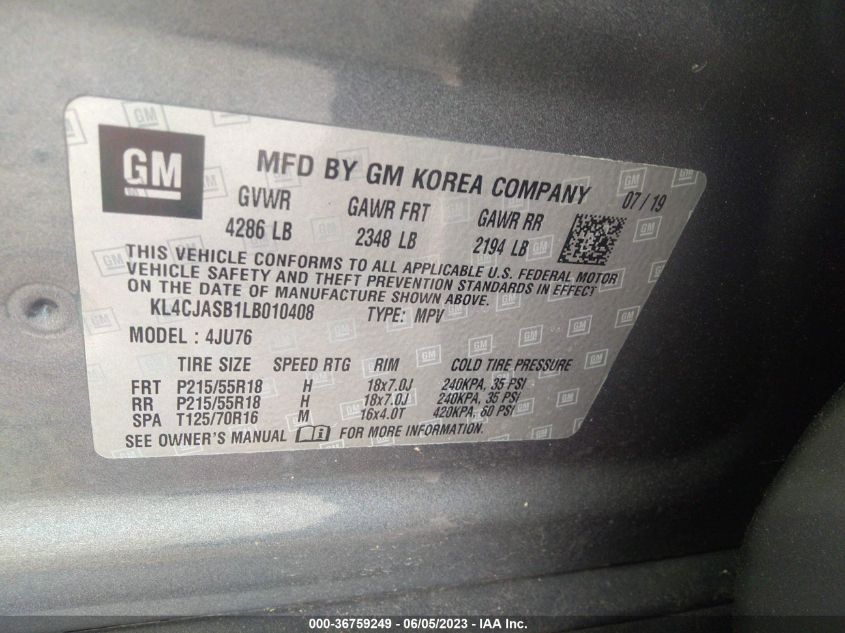 GM
MFD BY GM KOREA COMPANY 07/19
GVWR GAWR FRT GAWR RR
4286 LB 2348 LB 2194 LB
THIS VEHICLE CONFORMS TO ALL APPLICABLE U.S. FEDERAL MOTOR
VEHICLE SAFETY AND THEFT PREVENTION STANDARDS IN EFFECT
ON THE DATE OF MANUFACTURE SHOWN ABOVE.
KL4CJASB1LB010408 TYPE: MPV
MODEL : 4JU76
TIRE SIZE SPEED RTG RIM COLD TIRE PRESSURE
FRT P215/55R18 H 18x7.0J 240KPA, 35 PSI
RR P215/55R18 H 18x7.0J 240KPA, 35 PSI
SPA T125/70R16 M 16x4.0T 420KPA, 60 PSI
SEE OWNER'S MANUAL FOR MORE INFORMATION.
000-36759249 - 06/05/2023 - IAA Inc.